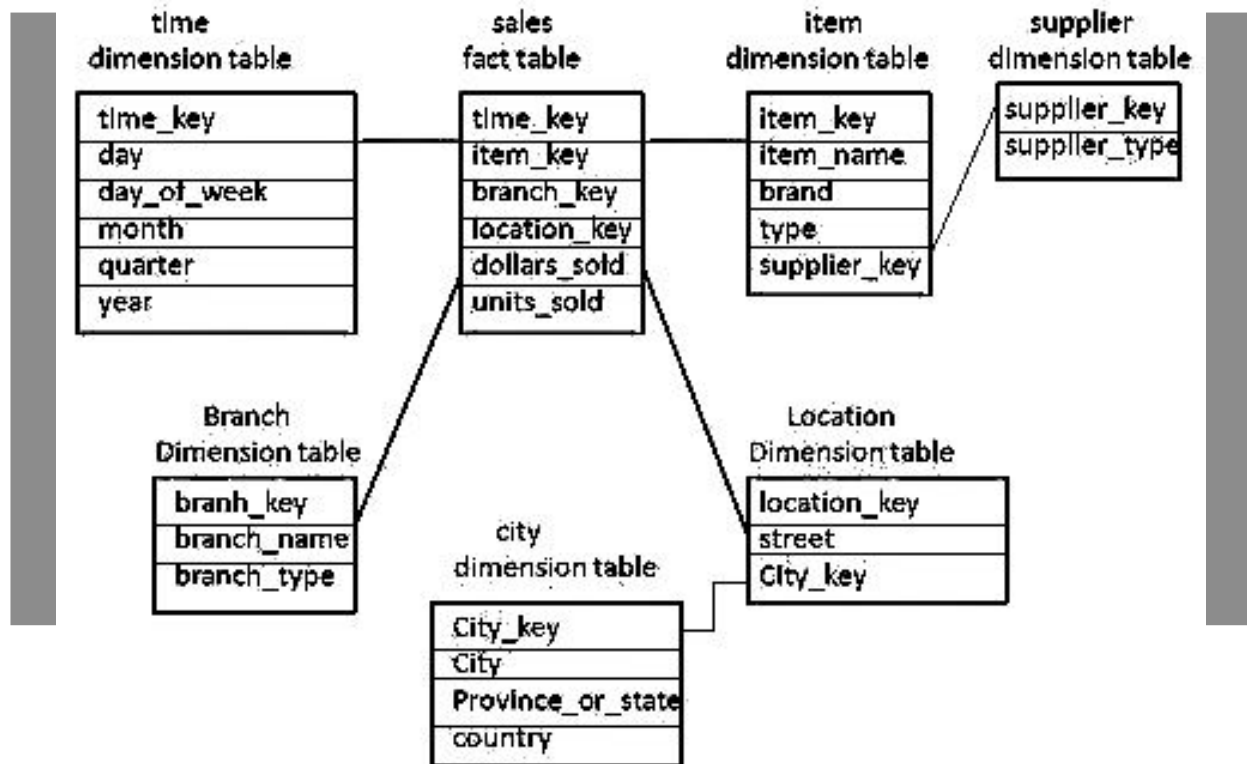 time
dimension table
time_key
day
day_of_week
month
quarter
year
sales
fact table
time_key
item_key
branch_key
location_key
dollars_sold
units_sold
item
dimension table
item_key
item_name
brand
type
supplier_key
supplier
dimension table
supplier_key
supplier_type
Branch
Dimension table
branh_key
branch_name
branch_type
city
dimension table
City_key
City
Province_or_state
country
Location
Dimension table
location_key
street
City_key